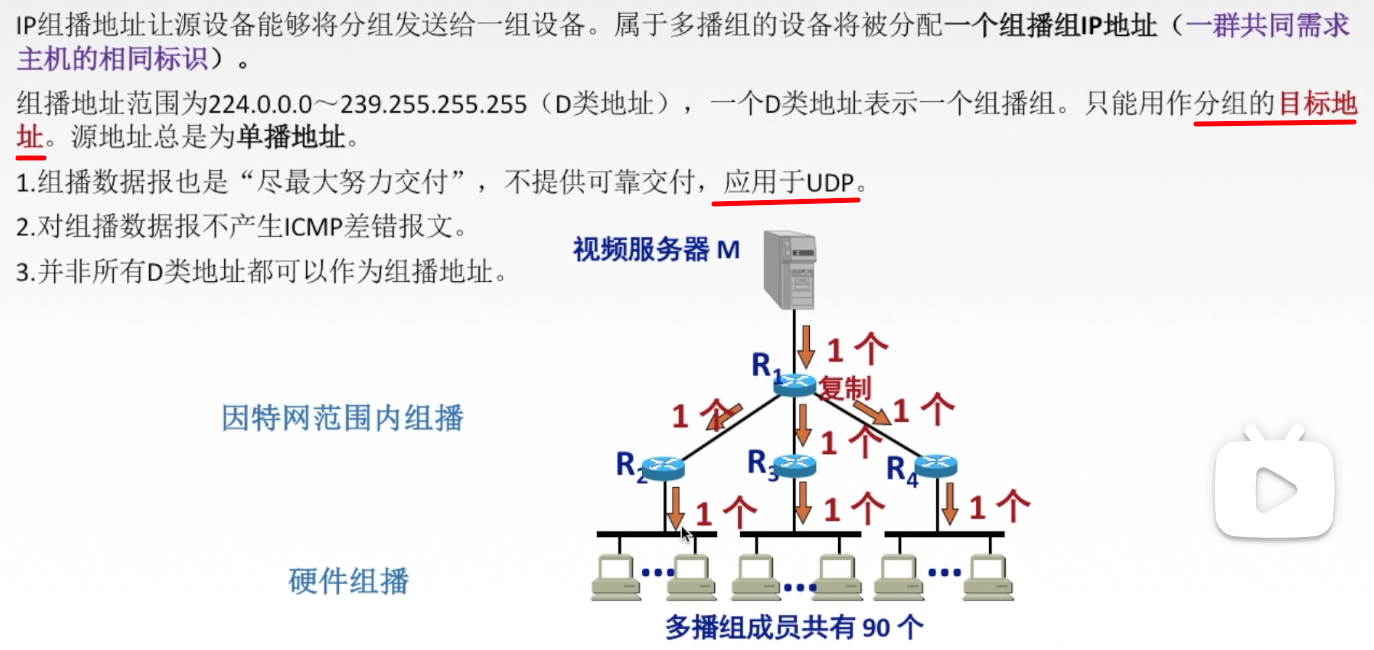 IP组播地址让源设备能够将分组发送给一组设备。属于多播组的设备将被分配一个组播组IP地址（一群共同需求
主机的相同标识）。
组播地址范围为224.0.0.0～239.255.255.255（D类地址），一个D类地址表示一个组播组。只能用作分组的目标地
址。源地址总是为单播地址。
1.组播数据报也是“尽最大努力交付”，不提供可靠交付，应用于UDP。
2.对组播数据报不产生ICMP差错报文。
3.并非所有D类地址都可以作为组播地址。
视频服务器 M
1 个
R1
复制
1 个
1 个
1 个
因特网范围内组播
R2
R3
R4
1 个
1 个
1 个
硬件组播
多播组成员共有 90 个